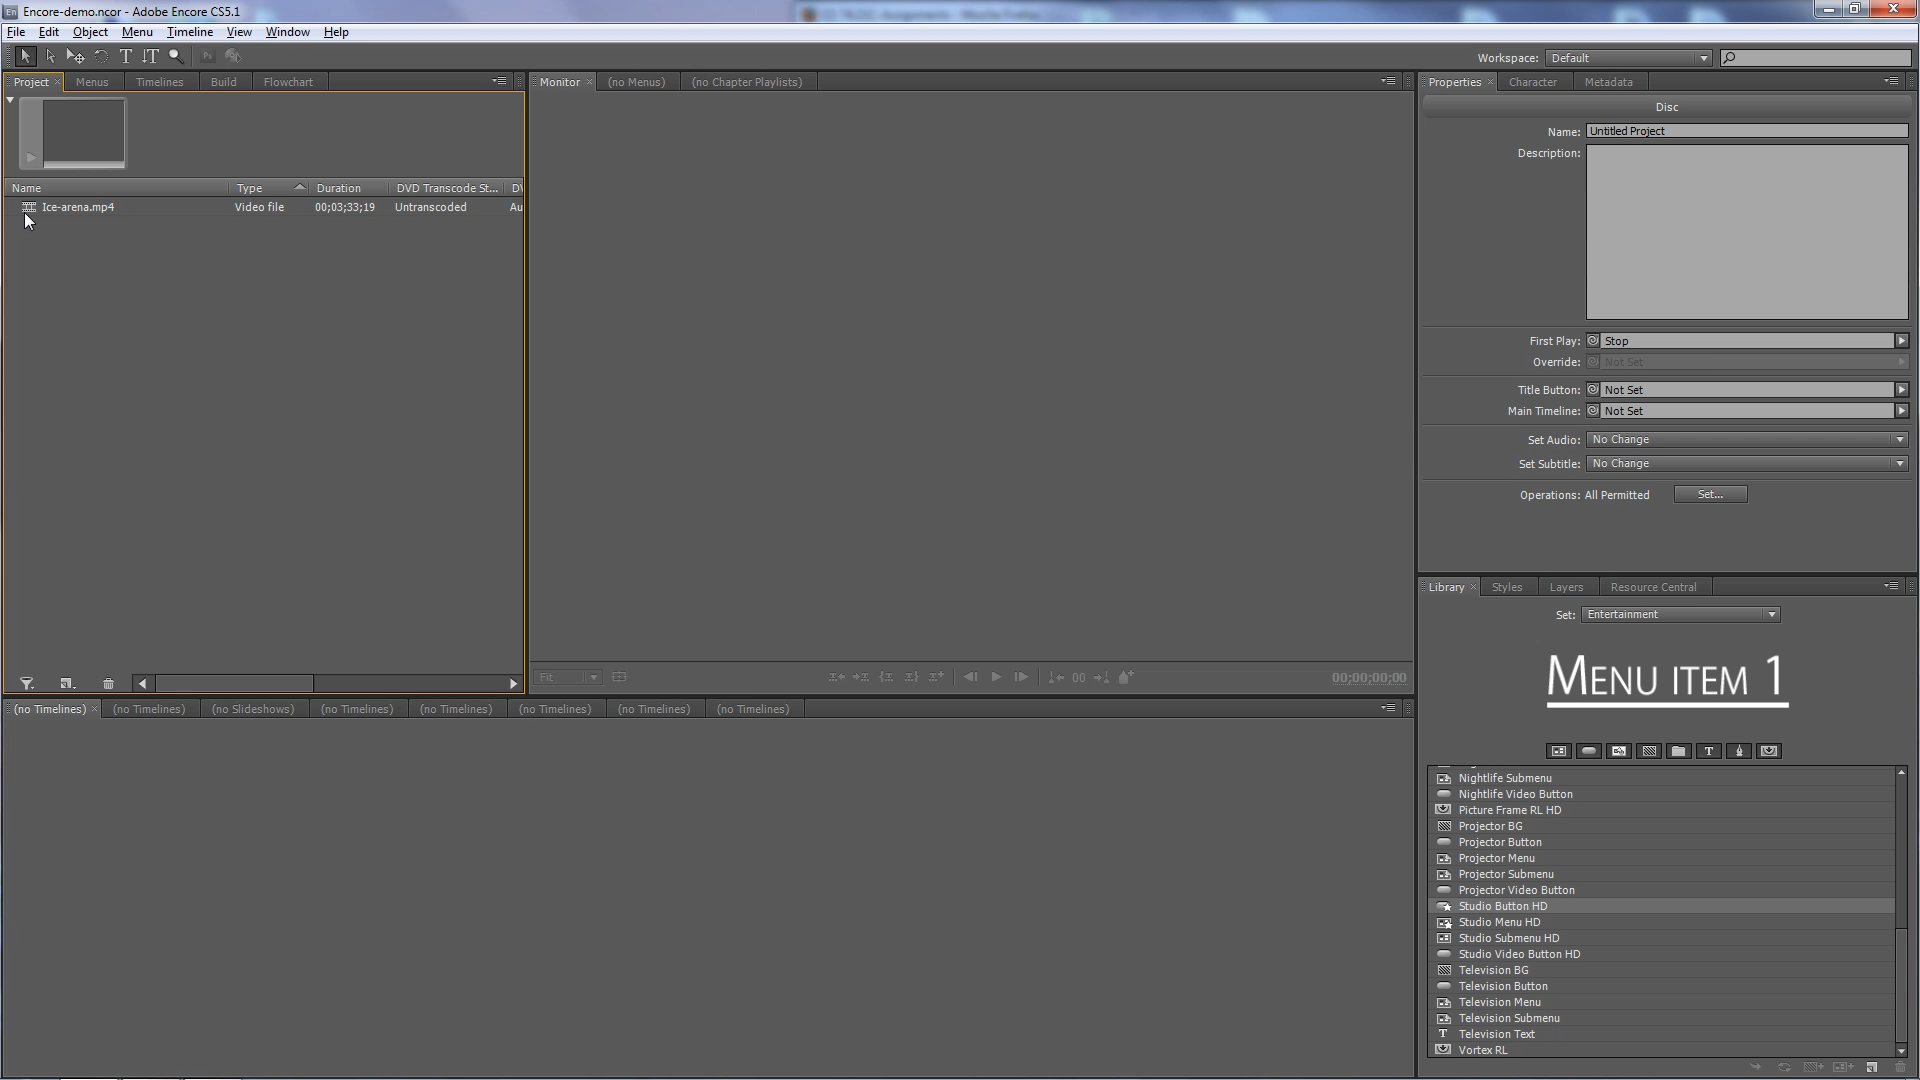 En Encore-demo.ncor - Adobe Encore CS5.1
File Edit Object Menu Timeline View Window Help
Workspace: Default
Project Menus Timelines Build Flowchart
Monitor (no Menus) (no Chapter Playlists)
Properties Character Metadata
Disc
Name: Untitled Project
Description:
Name Type Duration DVD Transcode St... DV
Ice-arena.mp4 Video file 00;03;33;19 Untranscoded Au
First Play: Stop
Override: Not Set
Title Button: Not Set
Main Timeline: Not Set
Set Audio: No Change
Set Subtitle: No Change
Operations: All Permitted Set...
Library Styles Layers Resource Central
Set: Entertainment
MENU ITEM 1
Fit 00 00;00;00;00
(no Timelines) (no Timelines) (no Slideshows) (no Timelines) (no Timelines) (no Timelines) (no Timelines) (no Timelines)
Nightlife Submenu
Nightlife Video Button
Picture Frame RL HD
Projector BG
Projector Button
Projector Menu
Projector Submenu
Projector Video Button
Studio Button HD
Studio Menu HD
Studio Submenu HD
Studio Video Button HD
Television BG
Television Button
Television Menu
Television Submenu
Television Text
Vortex RL